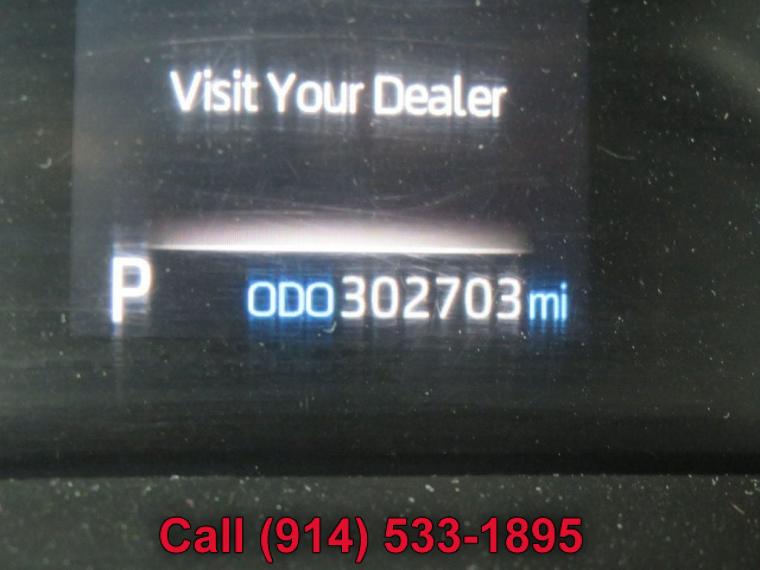 Visit Your Dealer
P ODO 302703 mi
Call (914) 533-1895